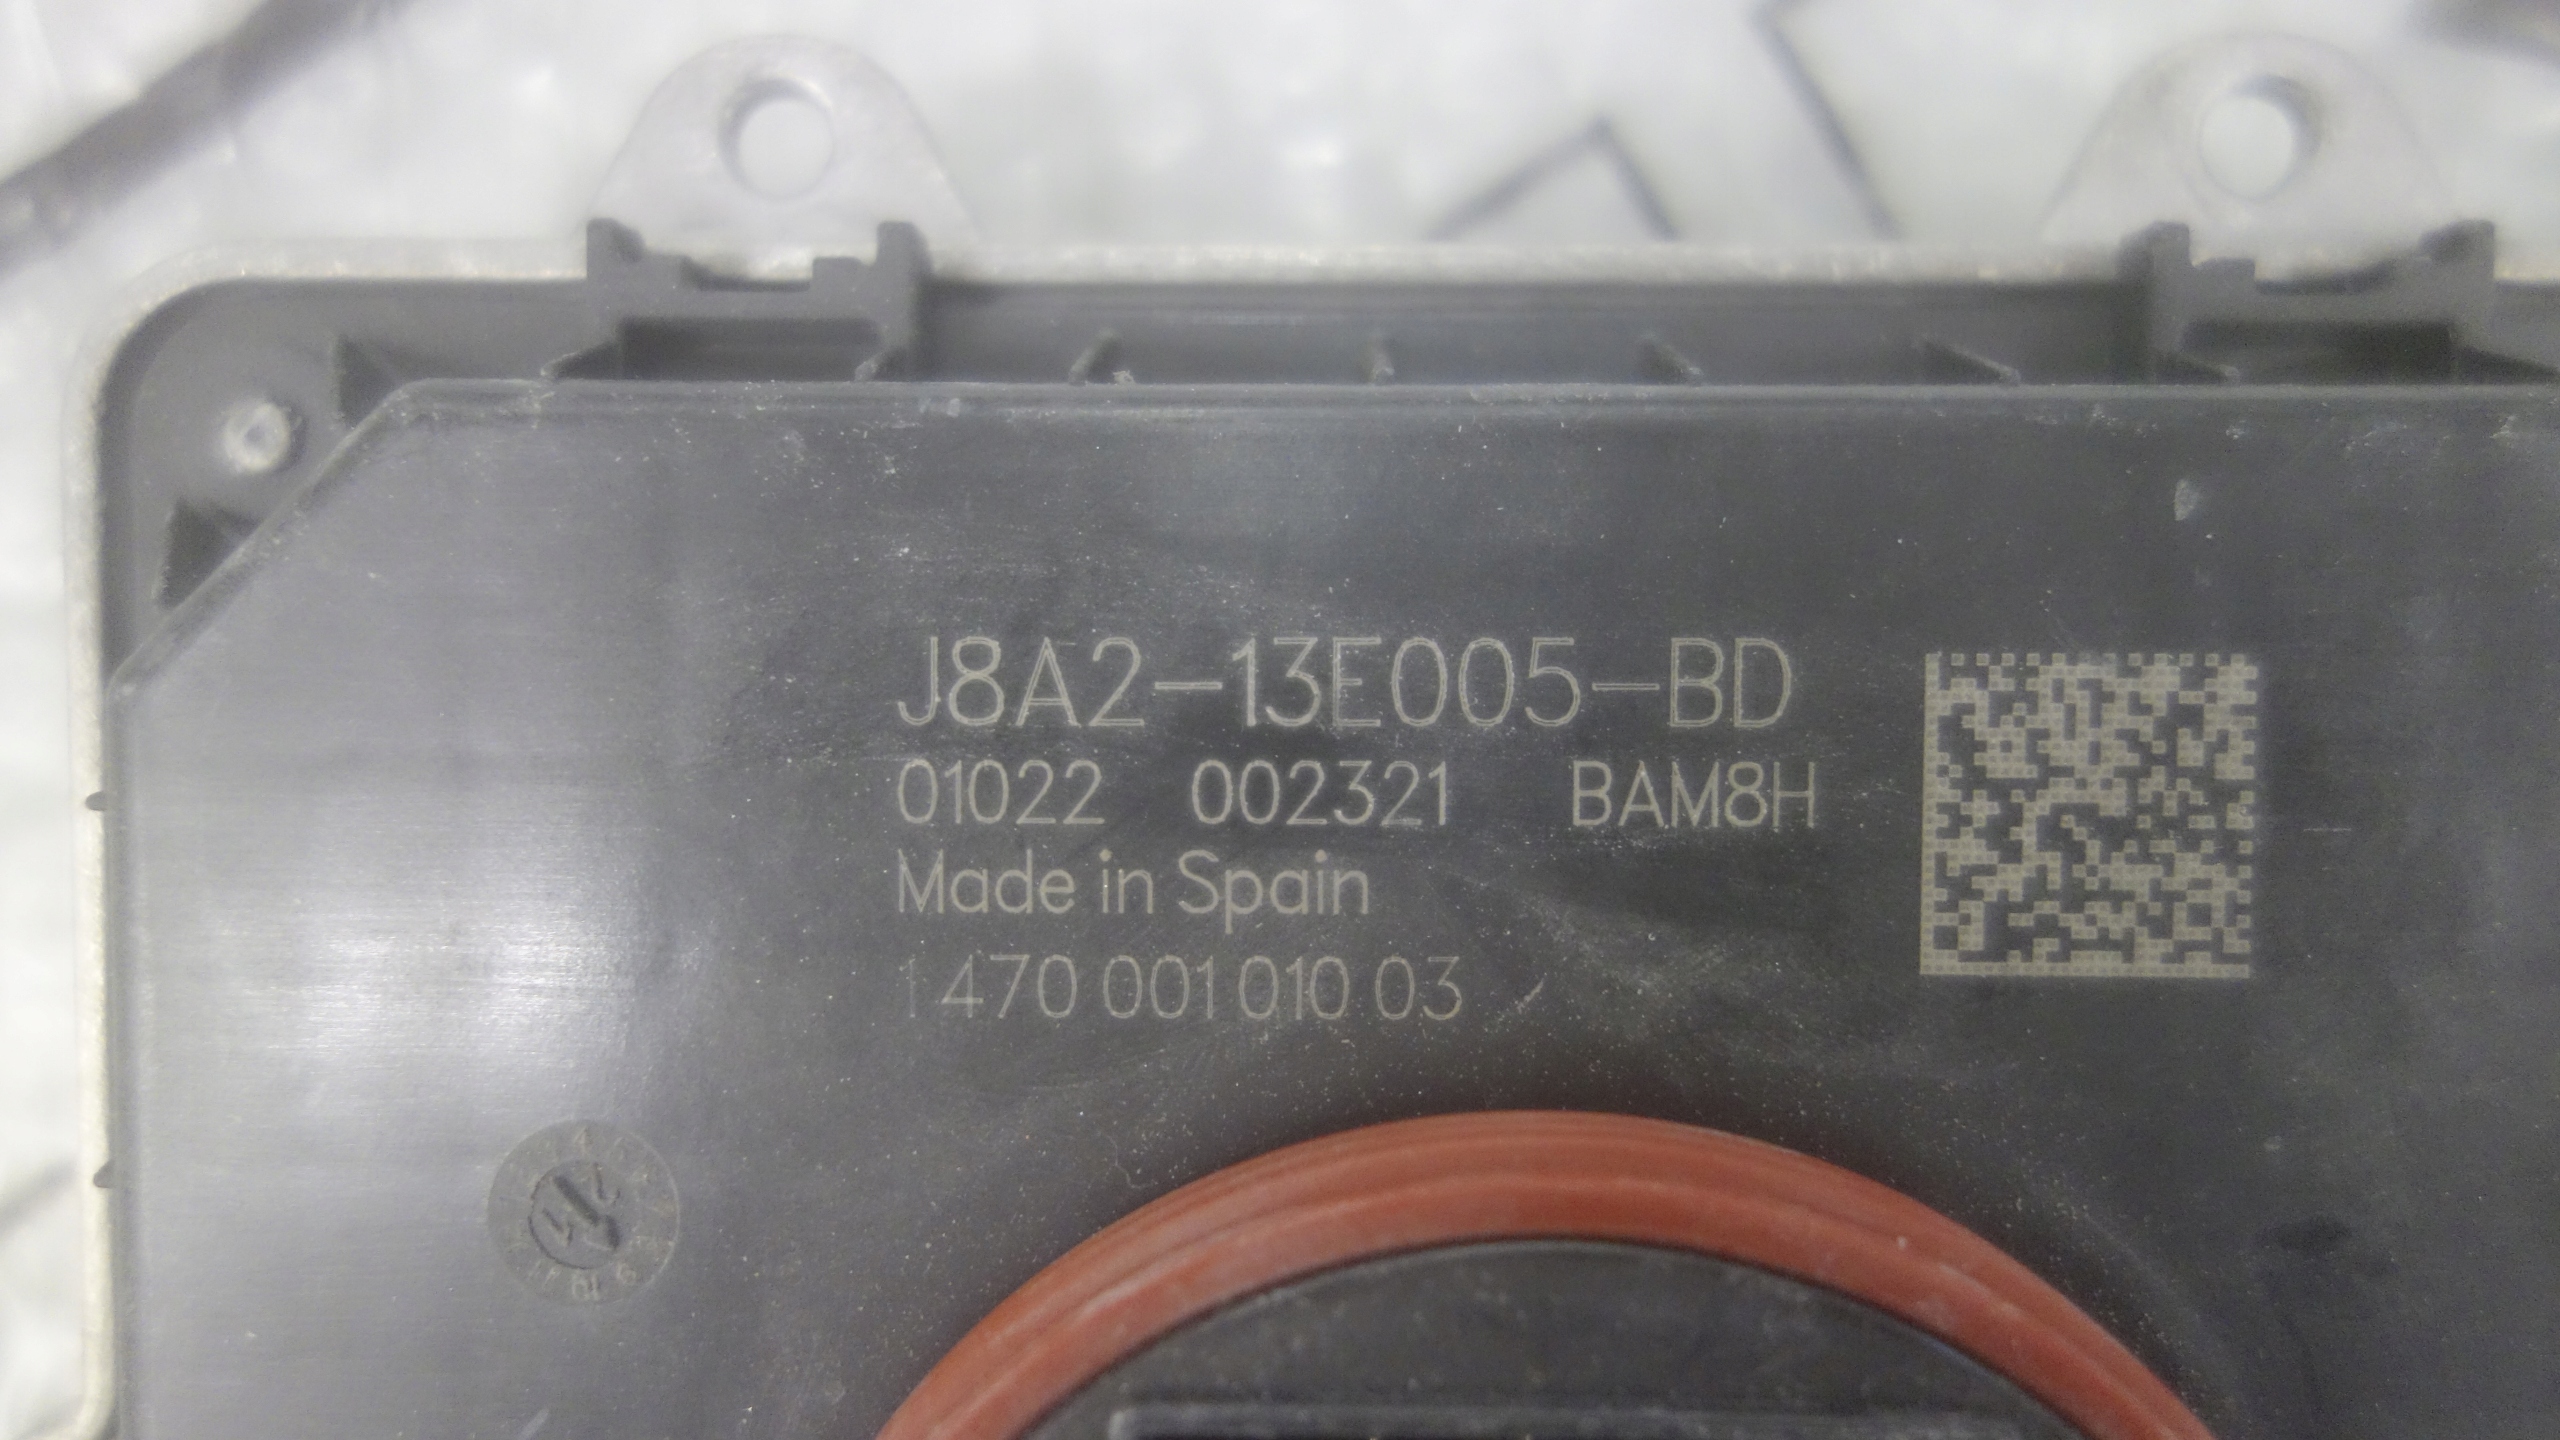 J8A2-13E005-BD
01022 002321 BAM8H
Made in Spain
1 470 001 010 03